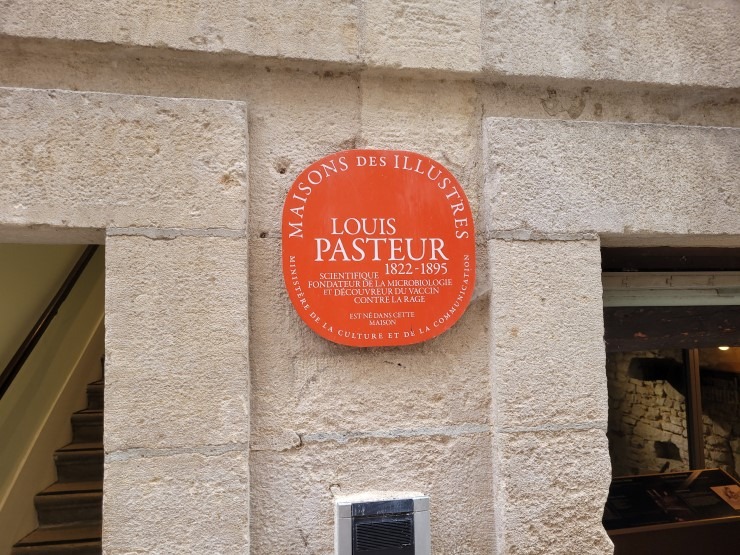 MAISONS DES ILLUSTRES
LOUIS
PASTEUR
1822-1895
SCIENTIFIQUE
FONDATEUR DE LA MICROBIOLOGIE
ET DÉCOUVREUR DU VACCIN
CONTRE LA RAGE
EST NÉ DANS CETTE
MAISON
MINISTÈRE DE LA CULTURE ET DE LA COMMUNICATION